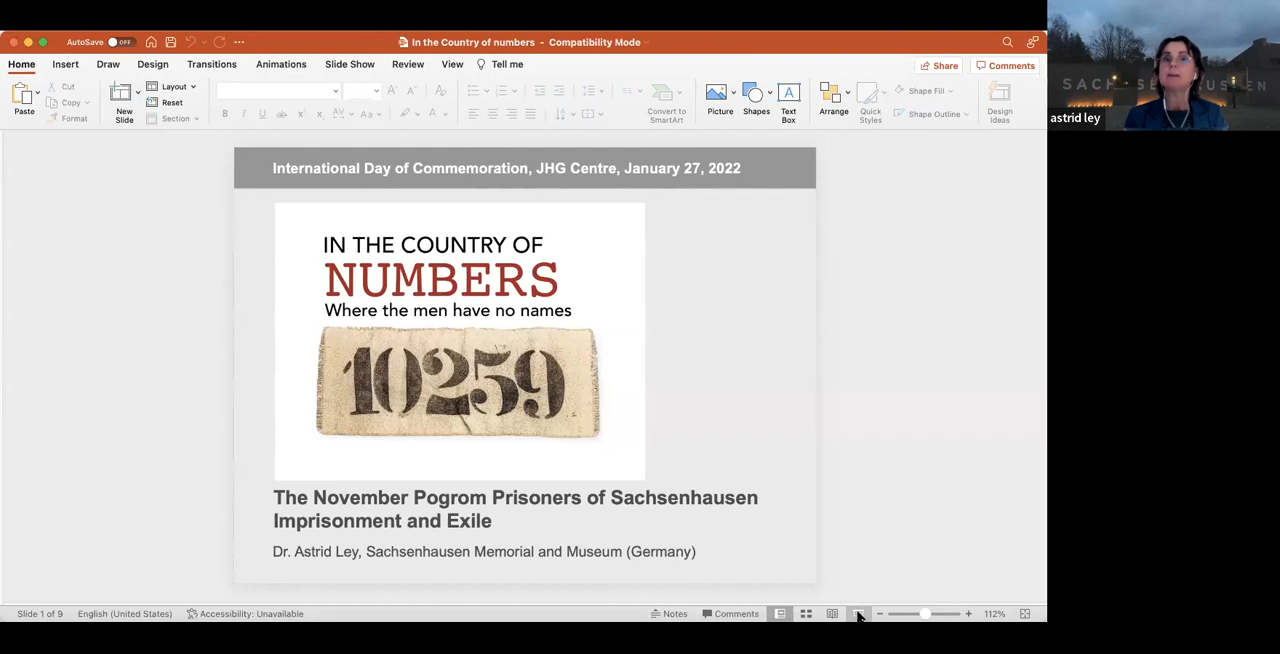 AutoSave OFF
In the Country of numbers - Compatibility Mode
Home Insert Draw Design Transitions Animations Slide Show Review View Tell me
Share Comments
Paste
Cut
Copy
Format
New
Slide
Layout
Reset
Section
Convert to
SmartArt
Picture
Shapes
Text
Box
Arrange
Quick
Styles
Shape Fill
Shape Outline
Design
Ideas
astrid ley
International Day of Commemoration, JHG Centre, January 27, 2022
IN THE COUNTRY OF
NUMBERS
Where the men have no names
10259
The November Pogrom Prisoners of Sachsenhausen
Imprisonment and Exile
Dr. Astrid Ley, Sachsenhausen Memorial and Museum (Germany)
Slide 1 of 9 English (United States) Accessibility: Unavailable Notes Comments 112%